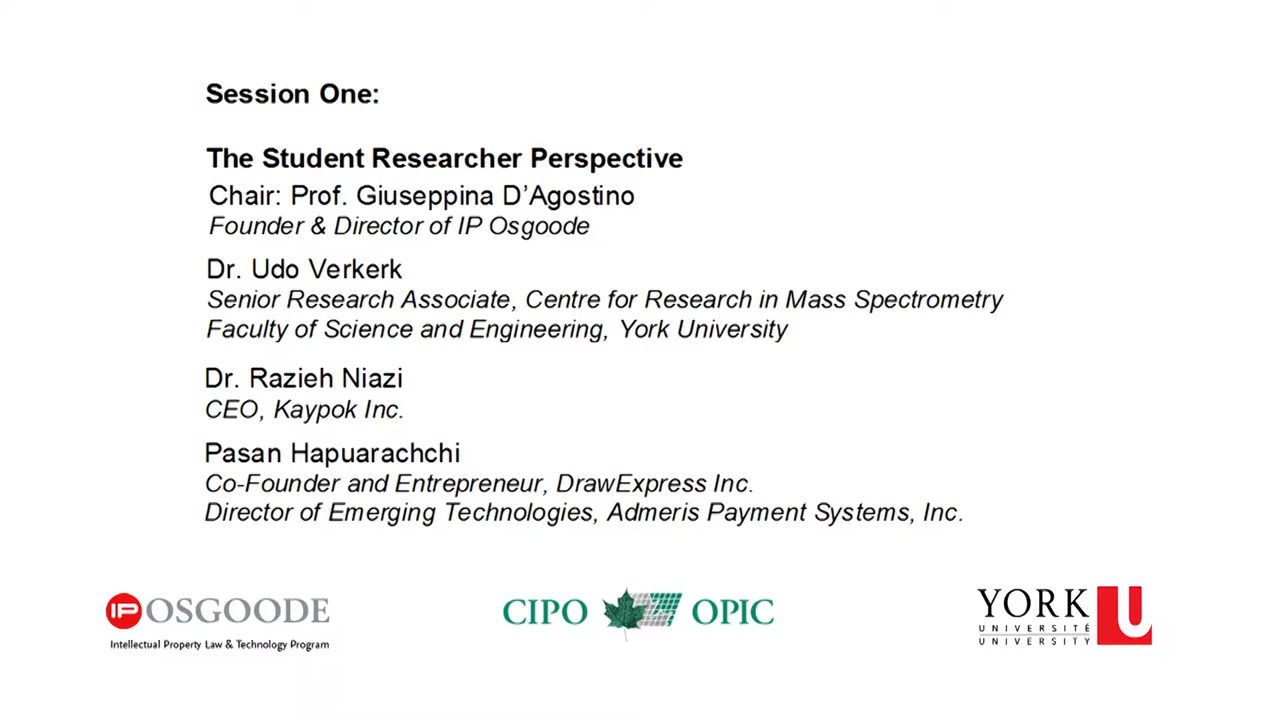 Session One:
The Student Researcher Perspective
Chair: Prof. Giuseppina D’Agostino
Founder & Director of IP Osgoode
Dr. Udo Verkerk
Senior Research Associate, Centre for Research in Mass Spectrometry
Faculty of Science and Engineering, York University
Dr. Razieh Niazi
CEO, Kaypok Inc.
Pasan Hapuarachchi
Co-Founder and Entrepreneur, DrawExpress Inc.
Director of Emerging Technologies, Admeris Payment Systems, Inc.
IP OSGOODE
Intellectual Property Law & Technology Program
CIPO OPIC
YORK U
UNIVERSITÉ
UNIVERSITY